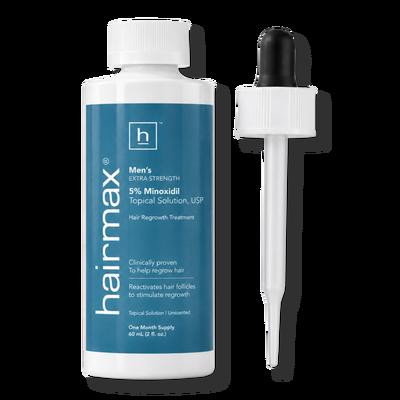 h ™
Men's
EXTRA STRENGTH
5% Minoxidil
Topical Solution, USP
Hair Regrowth Treatment
Clinically proven
To help regrow hair
Reactivates hair follicles
to stimulate regrowth
Topical Solution | Unscented
One Month Supply
60 mL (2 fl. oz.)
hairmax®